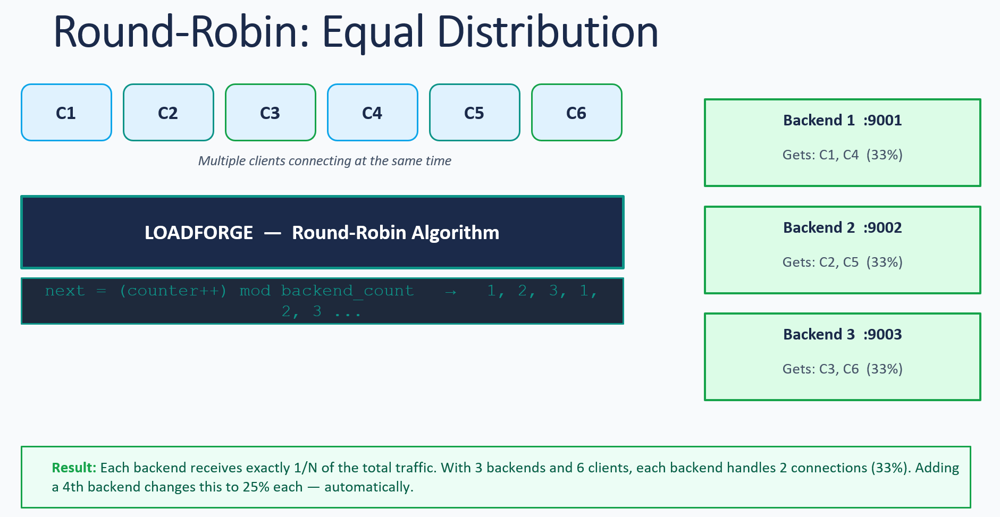 Round-Robin: Equal Distribution
C1
C2
C3
C4
C5
C6
Multiple clients connecting at the same time
LOADFORGE — Round-Robin Algorithm
next = (counter++) mod backend_count → 1, 2, 3, 1,
2, 3 ...
Backend 1 :9001
Gets: C1, C4 (33%)
Backend 2 :9002
Gets: C2, C5 (33%)
Backend 3 :9003
Gets: C3, C6 (33%)
Result: Each backend receives exactly 1/N of the total traffic. With 3 backends and 6 clients, each backend handles 2 connections (33%). Adding
a 4th backend changes this to 25% each — automatically.